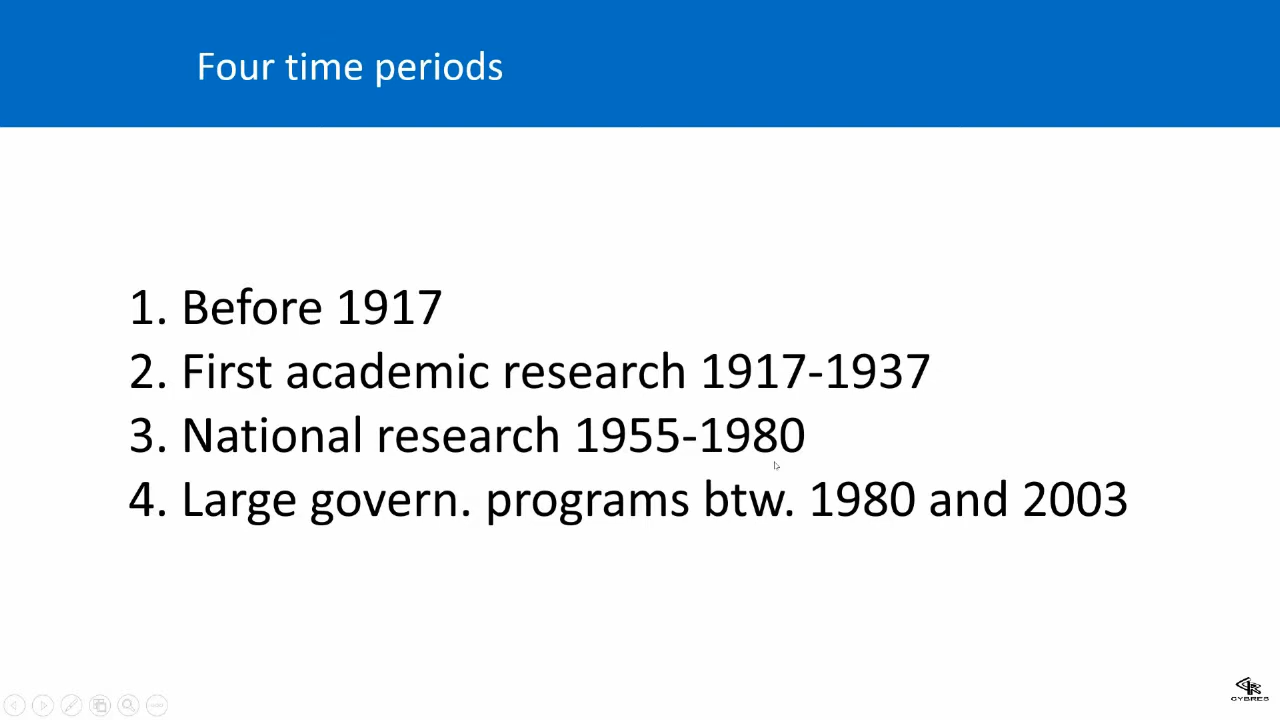 Four time periods
1. Before 1917
2. First academic research 1917-1937
3. National research 1955-1980
4. Large govern. programs btw. 1980 and 2003
CYBRES